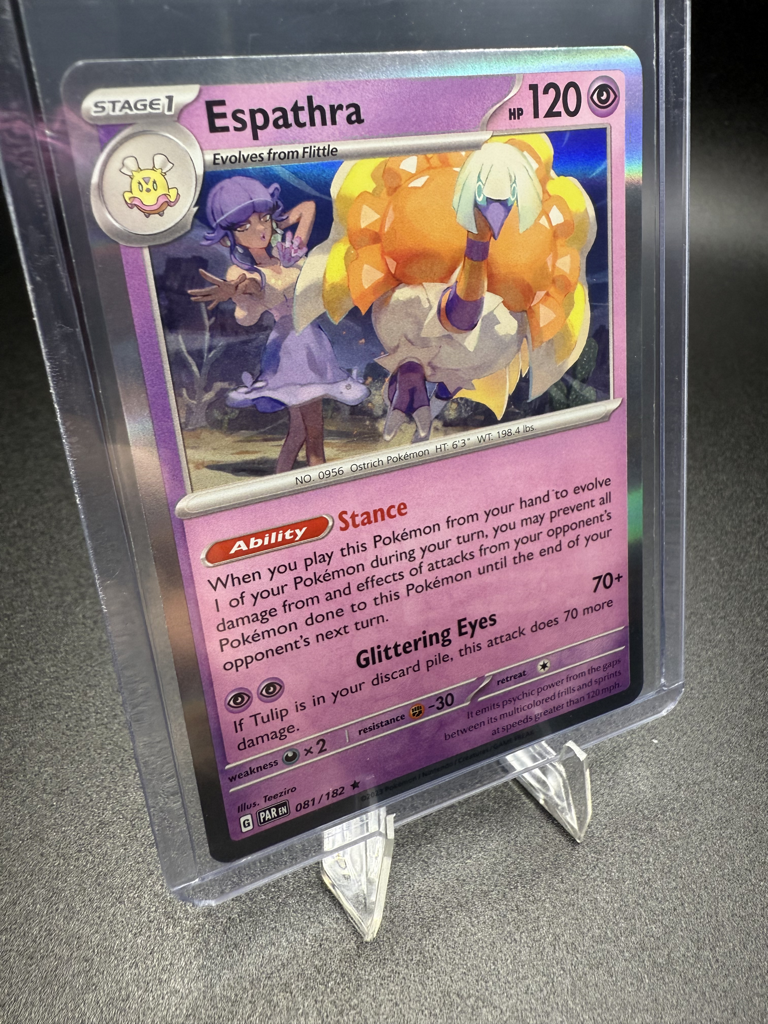 STAGE 1
Espathra
HP 120
Evolves from Flittle
NO. 0956 Ostrich Pokémon HT: 6'3" WT: 198.4 lbs.
Ability Stance
When you play this Pokémon from your hand to evolve
1 of your Pokémon during your turn, you may prevent all
damage from and effects of attacks from your opponent's
Pokémon done to this Pokémon until the end of your
opponent's next turn.
Glittering Eyes 70+
If Tulip is in your discard pile, this attack does 70 more
damage.
weakness ×2 resistance -30 retreat
It emits psychic power from the gaps
between its multicolored frills and sprints
at speeds greater than 120 mph.
Illus. Teeziro
G PAR EN 081/182 ★